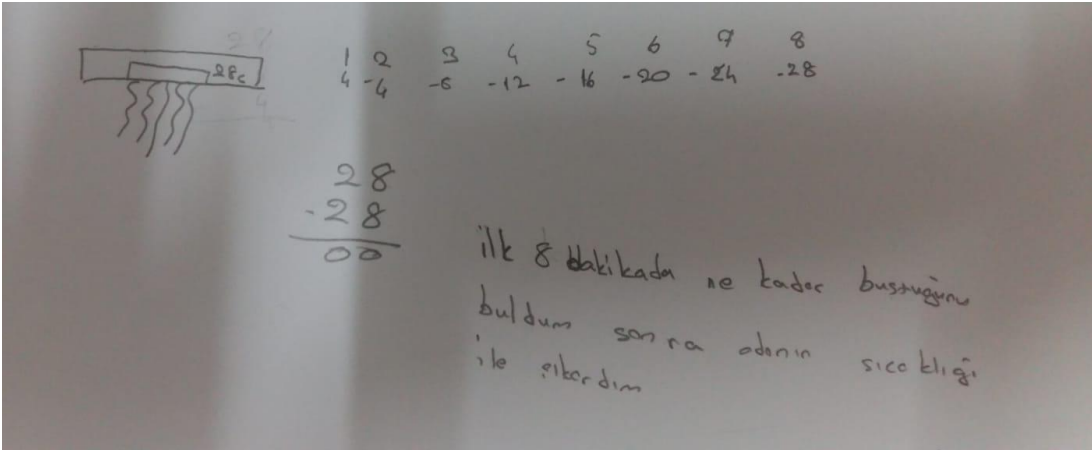 28c
1 2 3 4 5 6 7 8
4 -4 -8 -12 -16 -20 -24 -28
28
-28
00
ilk 8 dakikada ne kadar
buldum sonra odanın sıcaklığı
ile çıkardım